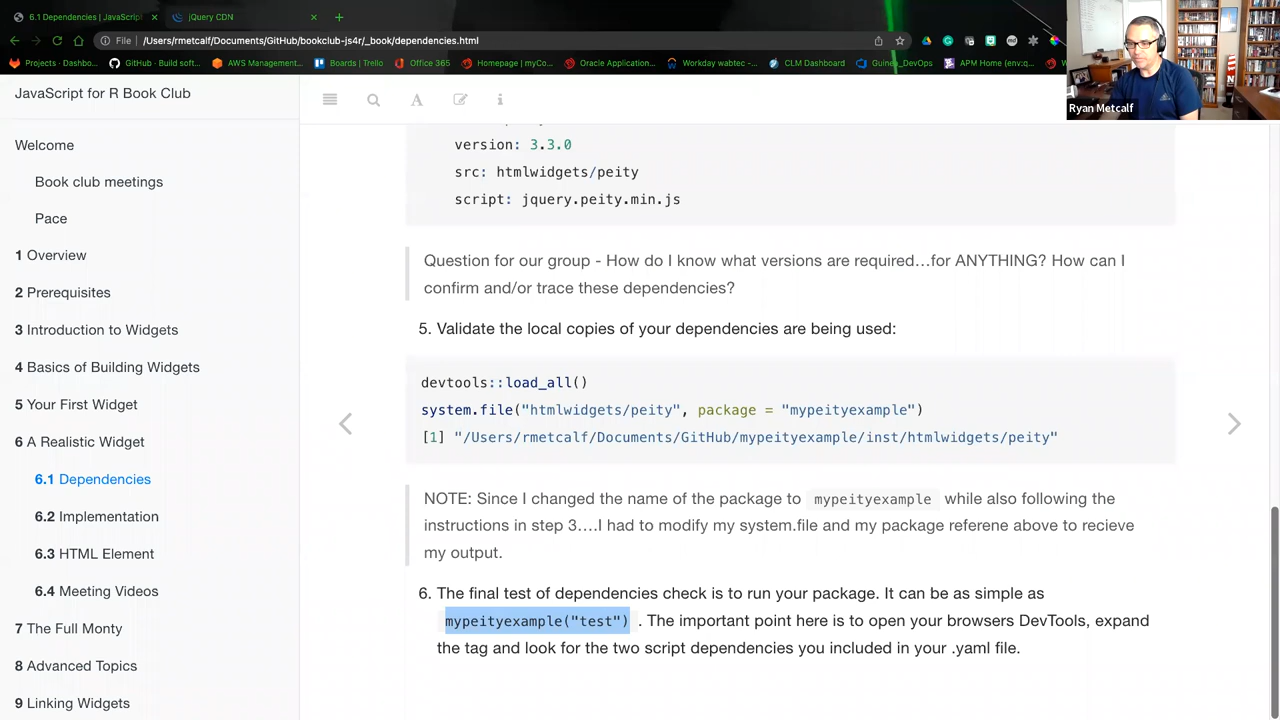 6.1 Dependencies | JavaScript
jQuery CDN
File | /Users/rmetcalf/Documents/GitHub/bookclub-js4r/_book/dependencies.html
Projects · Dashbo...
GitHub · Build soft...
AWS Management...
Boards | Trello
Office 365
Homepage | myCo...
Oracle Application...
Workday wabtec -...
CLM Dashboard
Guinea_DevOps
APM Home (env:q...
Ryan Metcalf
JavaScript for R Book Club
Welcome
Book club meetings
Pace
1 Overview
2 Prerequisites
3 Introduction to Widgets
4 Basics of Building Widgets
5 Your First Widget
6 A Realistic Widget
6.1 Dependencies
6.2 Implementation
6.3 HTML Element
6.4 Meeting Videos
7 The Full Monty
8 Advanced Topics
9 Linking Widgets
version: 3.3.0
src: htmlwidgets/peity
script: jquery.peity.min.js
Question for our group - How do I know what versions are required...for ANYTHING? How can I
confirm and/or trace these dependencies?
5. Validate the local copies of your dependencies are being used:
devtools::load_all()
system.file("htmlwidgets/peity", package = "mypeityexample")
[1] "/Users/rmetcalf/Documents/GitHub/mypeityexample/inst/htmlwidgets/peity"
NOTE: Since I changed the name of the package to mypeityexample while also following the
instructions in step 3....I had to modify my system.file and my package referene above to recieve
my output.
6. The final test of dependencies check is to run your package. It can be as simple as
mypeityexample("test") . The important point here is to open your browsers DevTools, expand
the tag and look for the two script dependencies you included in your .yaml file.